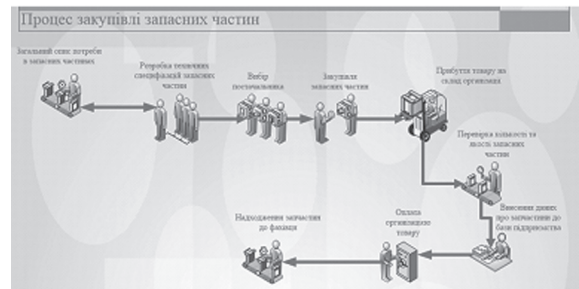 Процес закупівлі запасних частин
Загальний опис потреби
в запасних частинах
Розробка технічних
специфікацій запасних
частин
Вибір
постачальника
Закупівля
запасних частин
Прибуття товару на
склад організації
Перевірка кількості та
якості запасних
частин
Внесення даних
про запчастини до
бази підприємства
Оплата
організацією
товару
Надходження запчастин
до фахівця